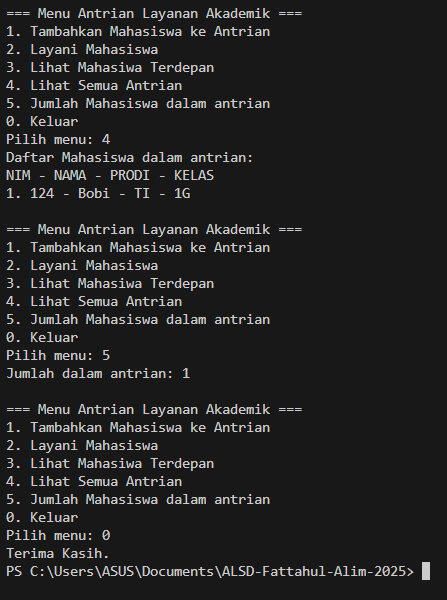 === Menu Antrian Layanan Akademik ===
1. Tambahkan Mahasiswa ke Antrian
2. Layani Mahasiswa
3. Lihat Mahasiwa Terdepan
4. Lihat Semua Antrian
5. Jumlah Mahasiswa dalam antrian
0. Keluar
Pilih menu: 4
Daftar Mahasiswa dalam antrian:
NIM - NAMA - PRODI - KELAS
1. 124 - Bobi - TI - 1G
=== Menu Antrian Layanan Akademik ===
1. Tambahkan Mahasiswa ke Antrian
2. Layani Mahasiswa
3. Lihat Mahasiwa Terdepan
4. Lihat Semua Antrian
5. Jumlah Mahasiswa dalam antrian
0. Keluar
Pilih menu: 5
Jumlah dalam antrian: 1
=== Menu Antrian Layanan Akademik ===
1. Tambahkan Mahasiswa ke Antrian
2. Layani Mahasiswa
3. Lihat Mahasiwa Terdepan
4. Lihat Semua Antrian
5. Jumlah Mahasiswa dalam antrian
0. Keluar
Pilih menu: 0
Terima Kasih.
PS C:\Users\ASUS\Documents\ALSD-Fattahul-Alim-2025>